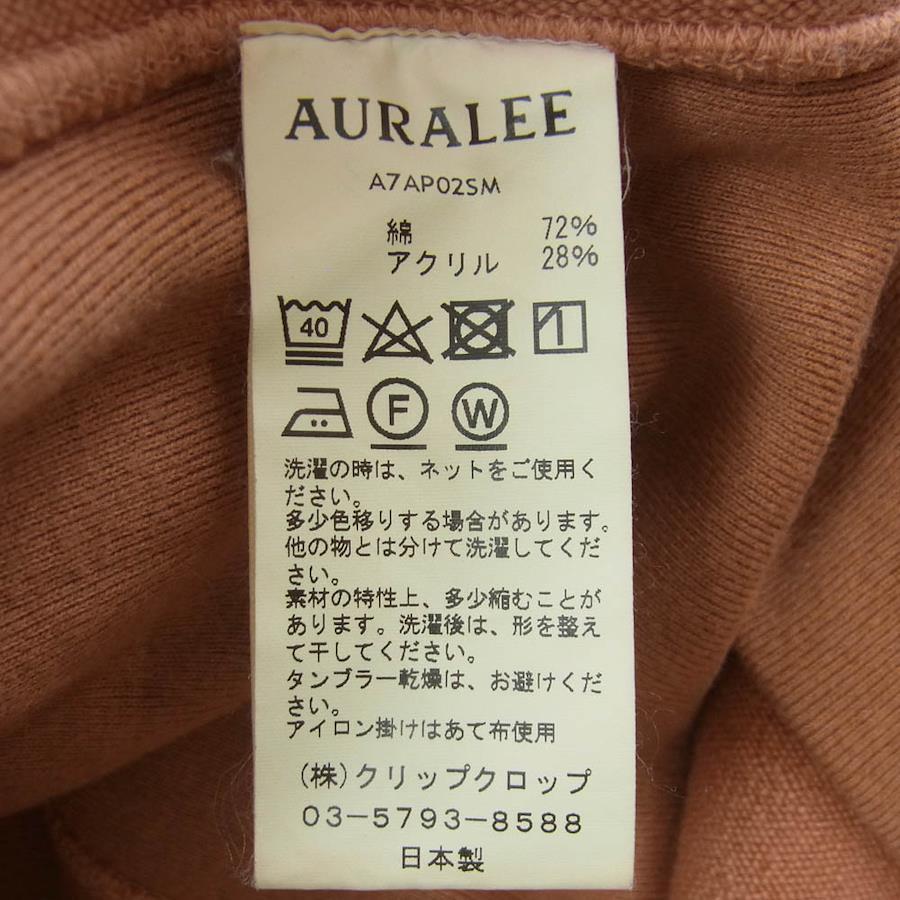 AURALEE
A7AP02SM
綿 72%
アクリル 28%
40
F W
洗濯の時は、ネットをご使用く
ださい。
多少色移りする場合があります。
他の物とは分けて洗濯してくだ
さい。
素材の特性上、多少縮むことが
あります。洗濯後は、形を整え
て干してください。
タンブラー乾燥は、お避けくだ
さい。
アイロン掛けはあて布使用
(株)クリップクロップ
03-5793-8588
日本製